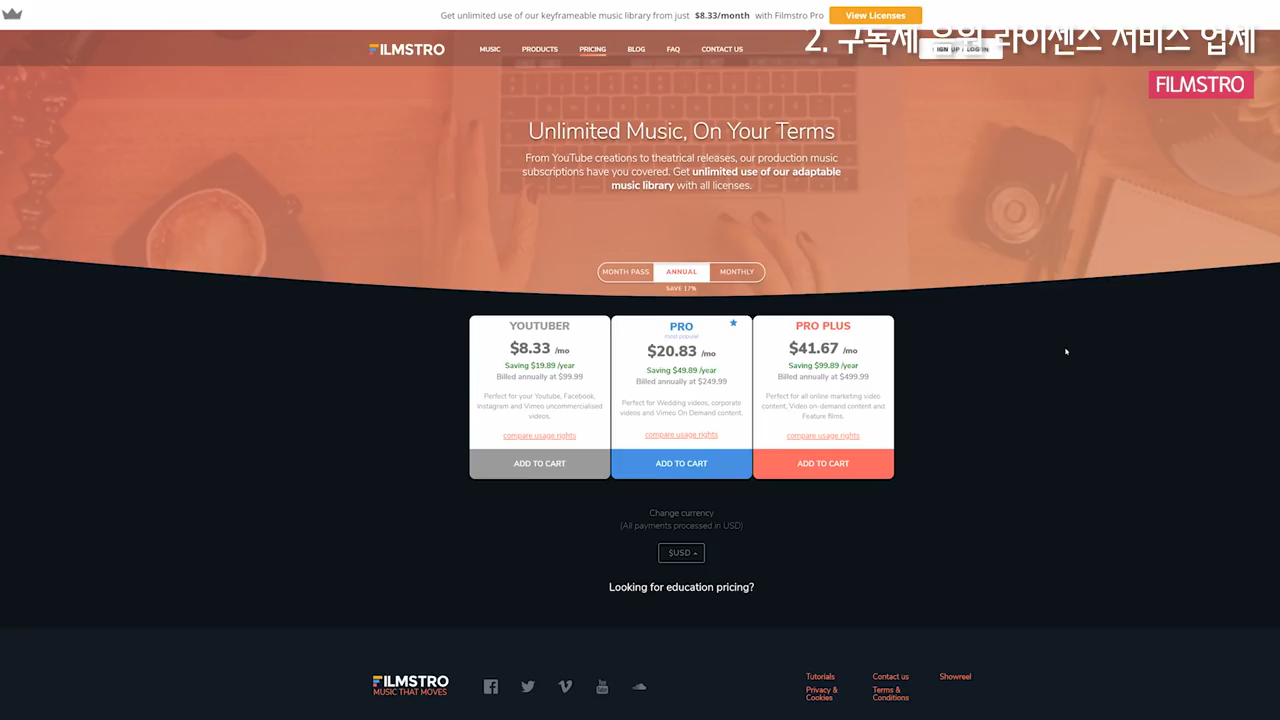 Get unlimited use of our keyframeable music library from just $8.33/month with Filmstro Pro View Licenses
2. 구독제 음원 라이젠스 서비스 업체
FILMSTRO MUSIC PRODUCTS PRICING BLOG FAQ CONTACT US SIGN UP / LOGIN
FILMSTRO
Unlimited Music, On Your Terms
From YouTube creations to theatrical releases, our production music
subscriptions have you covered. Get unlimited use of our adaptable
music library with all licenses.
MONTH PASS ANNUAL MONTHLY
SAVE 17%
YOUTUBER
$8.33 /mo
Saving $19.89 /year
Billed annually at $99.99
Perfect for your Youtube, Facebook,
Instagram and Vimeo uncommercialised
videos.
compare usage rights
ADD TO CART
PRO
most popular
$20.83 /mo
Saving $49.89 /year
Billed annually at $249.99
Perfect for Wedding videos, corporate
videos and Vimeo On Demand content.
compare usage rights
ADD TO CART
PRO PLUS
$41.67 /mo
Saving $99.89 /year
Billed annually at $499.99
Perfect for all online marketing video
content, Video on-demand content and
Feature films.
compare usage rights
ADD TO CART
Change currency
(All payments processed in USD)
$USD
Looking for education pricing?
FILMSTRO
MUSIC THAT MOVES
Tutorials
Privacy &
Cookies
Contact us
Terms &
Conditions
Showreel